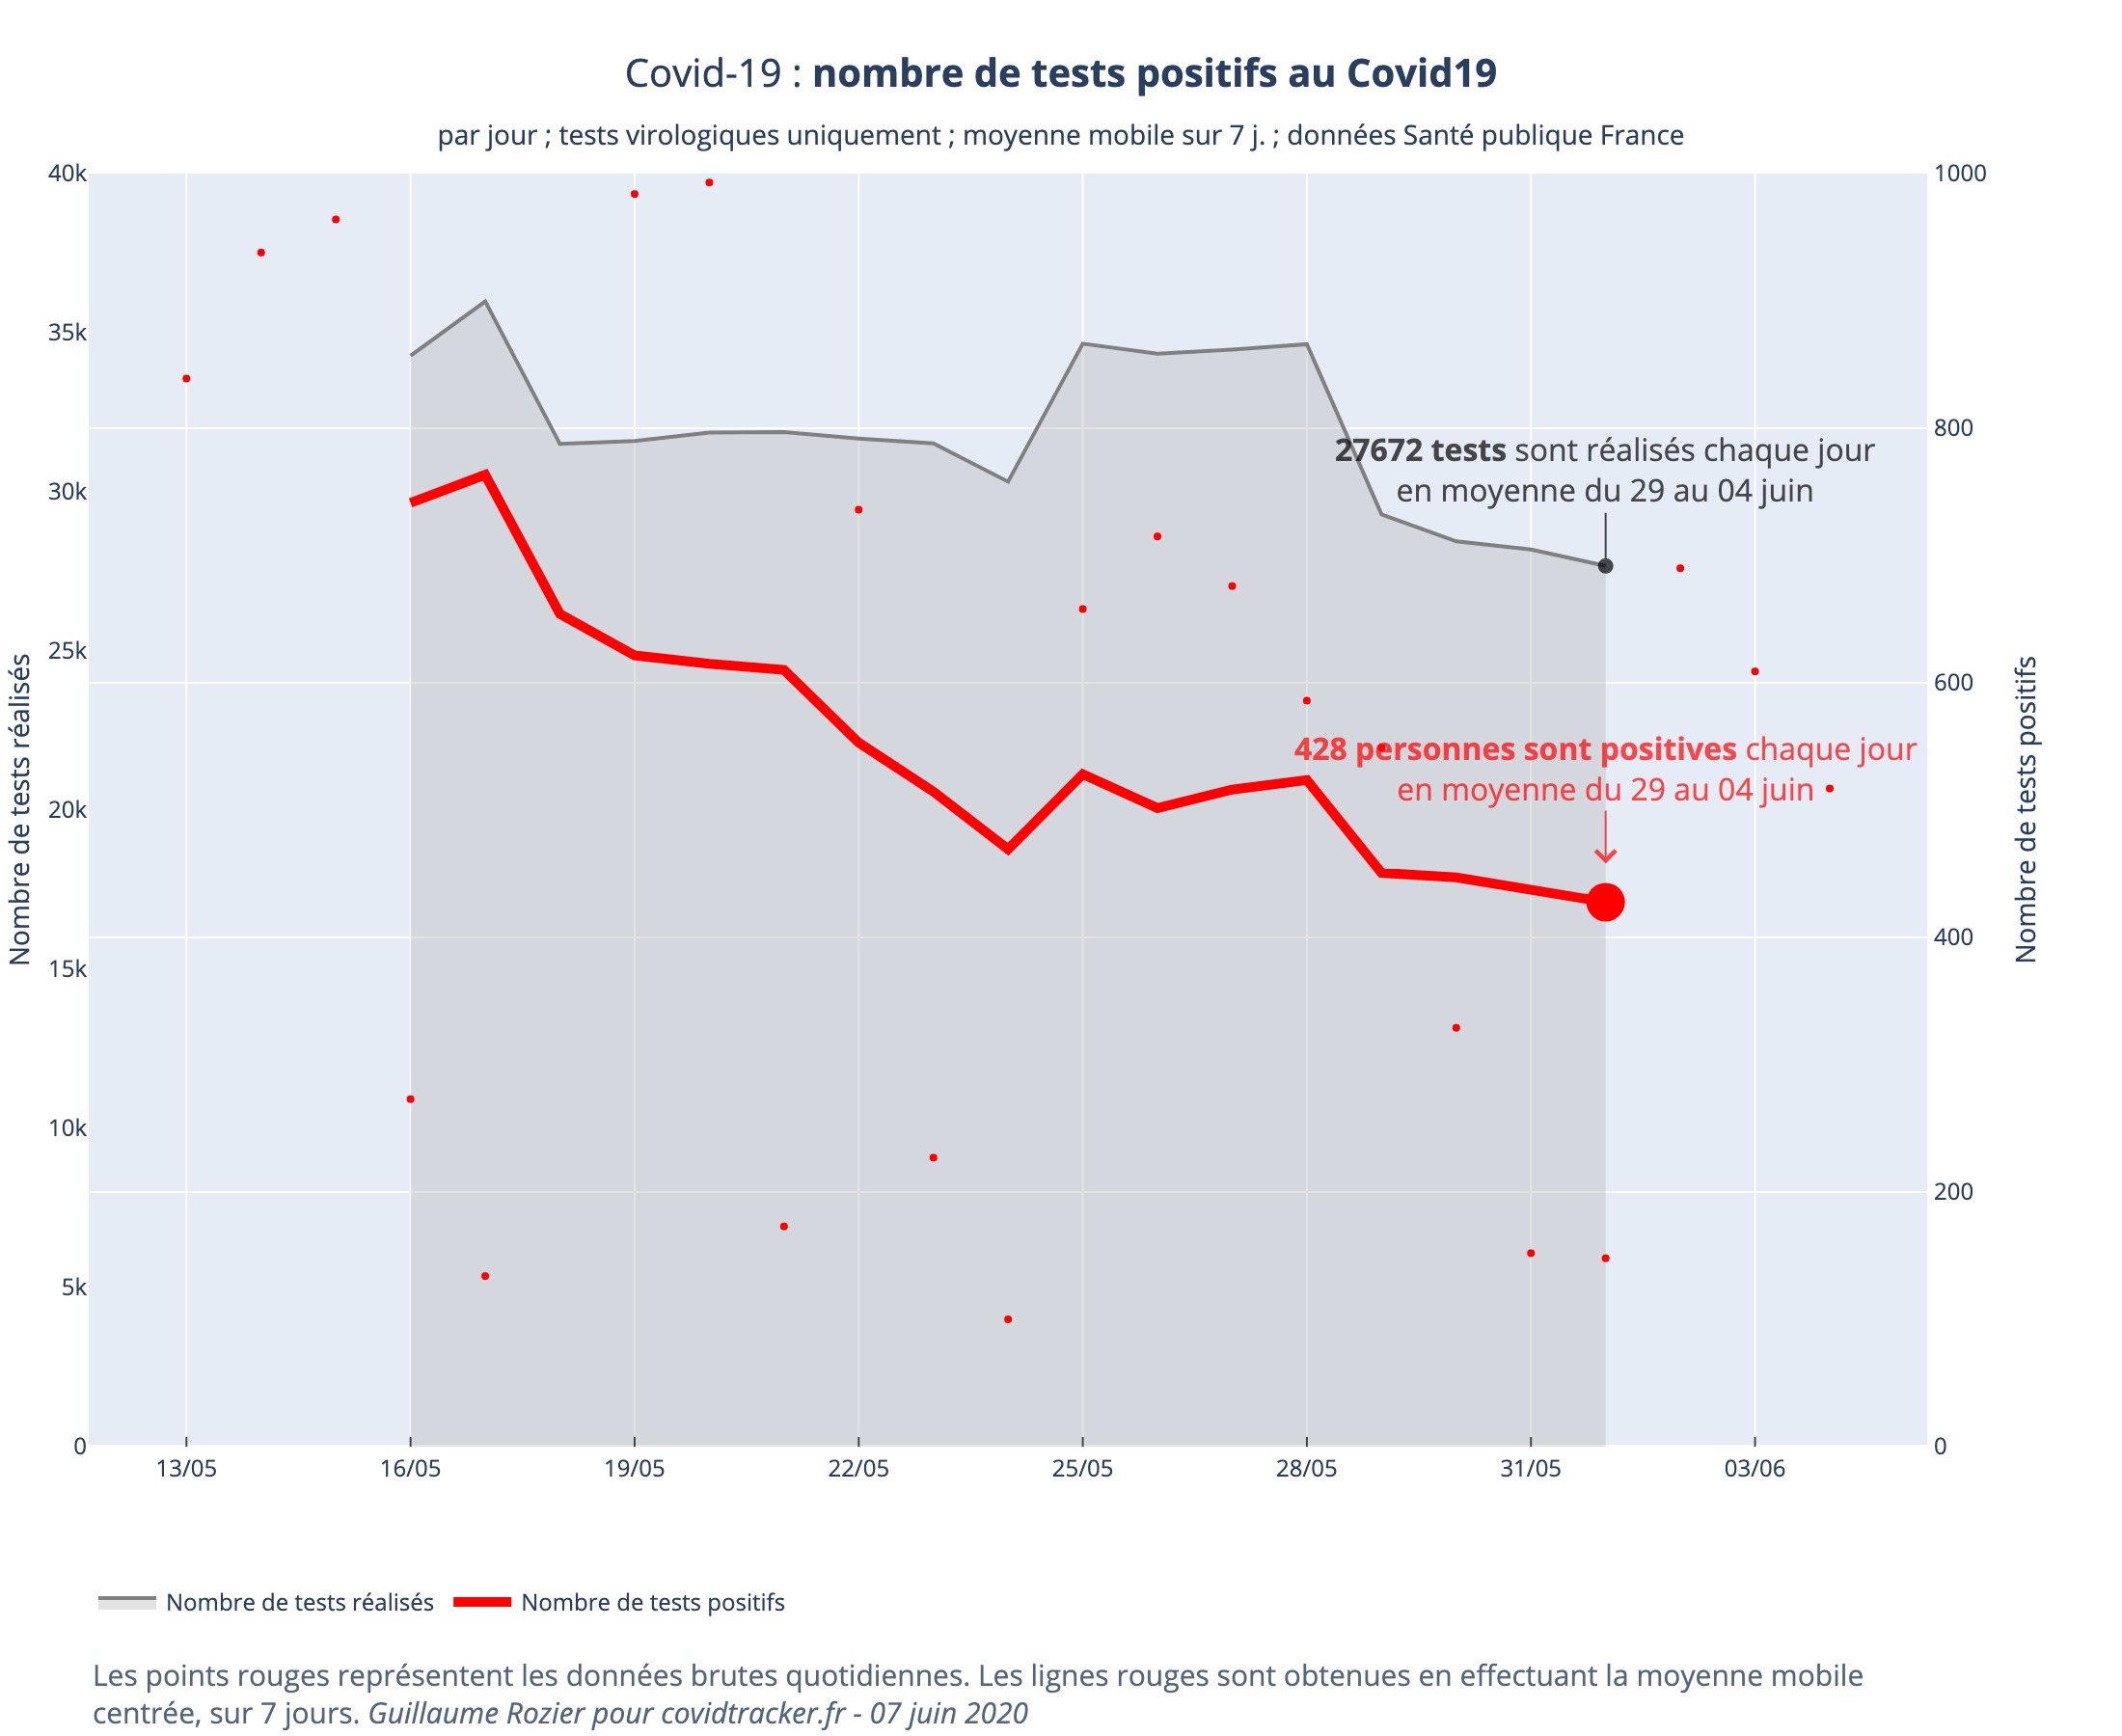 Covid-19 : nombre de tests positifs au Covid19
par jour ; tests virologiques uniquement ; moyenne mobile sur 7 j. ; données Santé publique France
40k
35k
30k
25k
20k
15k
10k
5k
0
Nombre de tests réalisés
1000
800
600
400
200
0
Nombre de tests positifs
27672 tests sont réalisés chaque jour
en moyenne du 29 au 04 juin
428 personnes sont positives chaque jour
en moyenne du 29 au 04 juin
13/05 16/05 19/05 22/05 25/05 28/05 31/05 03/06
Nombre de tests réalisés Nombre de tests positifs
Les points rouges représentent les données brutes quotidiennes. Les lignes rouges sont obtenues en effectuant la moyenne mobile
centrée, sur 7 jours. Guillaume Rozier pour covidtracker.fr - 07 juin 2020